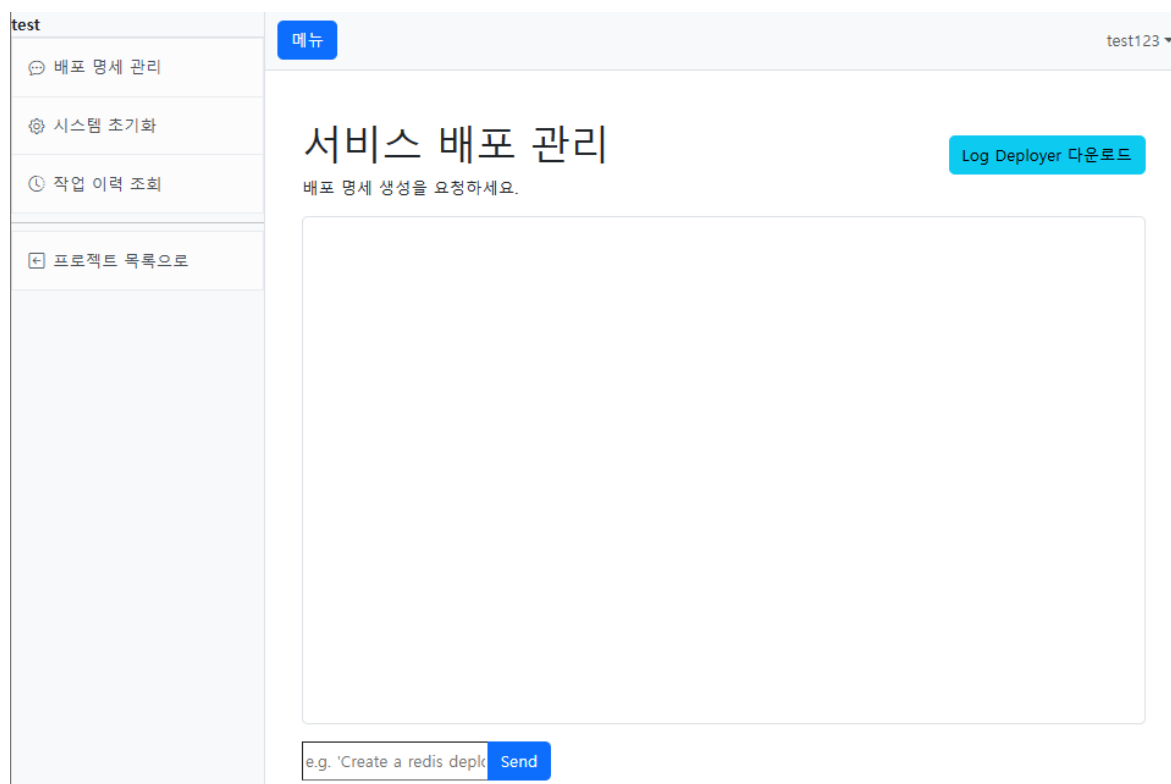 test
배포 명세 관리
시스템 초기화
작업 이력 조회
프로젝트 목록으로
메뉴
test123
서비스 배포 관리
Log Deployer 다운로드
배포 명세 생성을 요청하세요.
e.g. 'Create a redis
Send